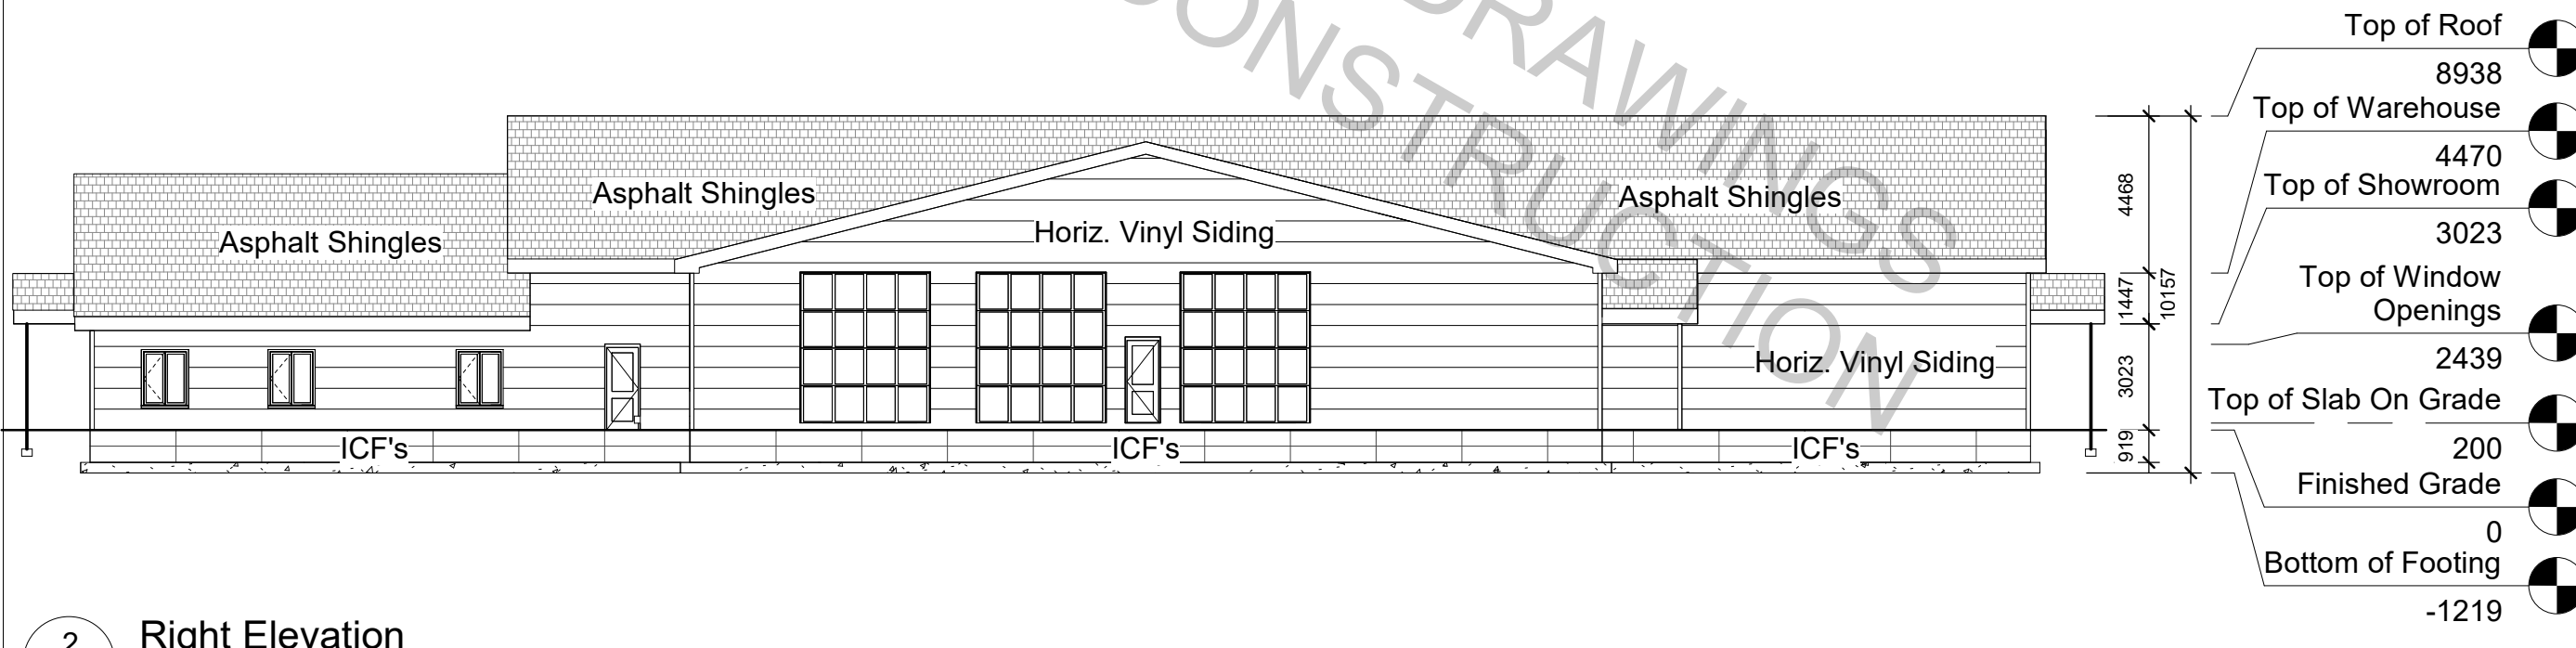 DRAWINGS
CONSTRUCTION
Top of Roof
8938
Top of Warehouse
4470
Top of Showroom
3023
Top of Window
Openings
2439
Top of Slab On Grade
200
Finished Grade
0
Bottom of Footing
-1219
4468
1447
10157
3023
919
Asphalt Shingles
Asphalt Shingles
Asphalt Shingles
Horiz. Vinyl Siding
Horiz. Vinyl Siding
ICF's
ICF's
ICF's
2
Right Elevation